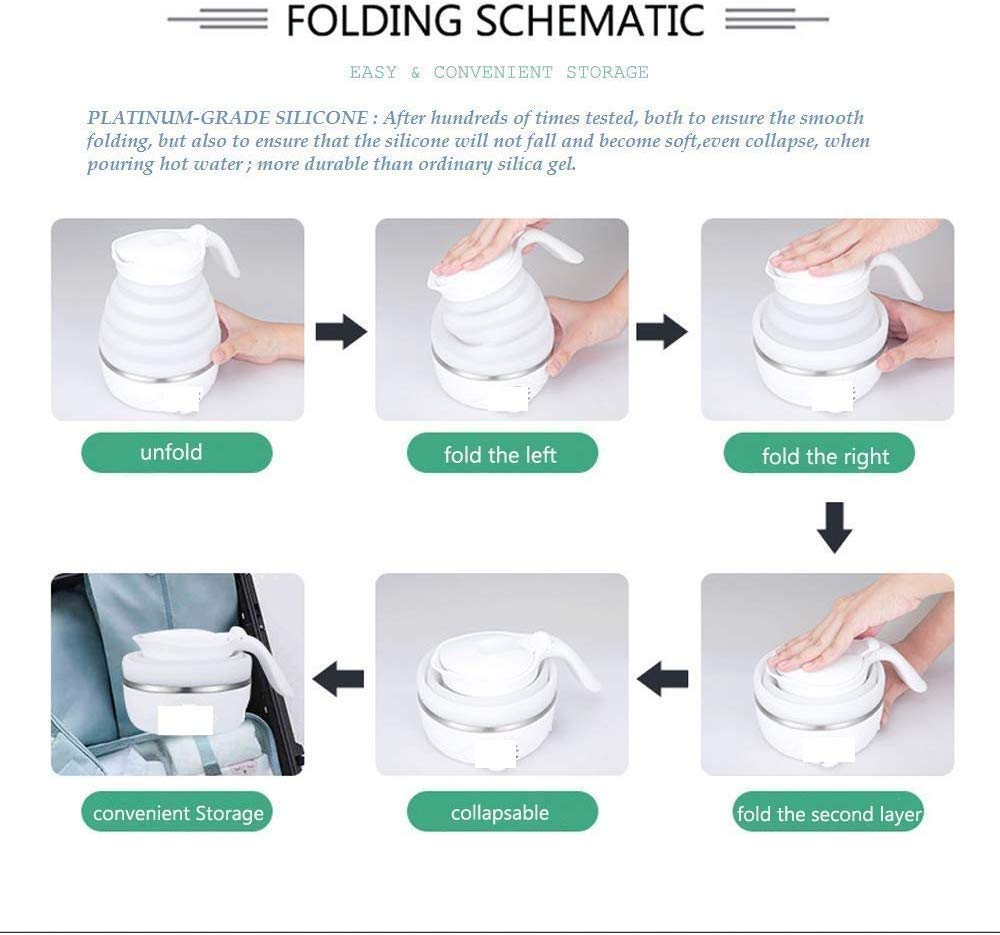 FOLDING SCHEMATIC
EASY & CONVENIENT STORAGE
PLATINUM-GRADE SILICONE : After hundreds of times tested, both to ensure the smooth
folding, but also to ensure that the silicone will not fall and become soft,even collapse, when
pouring hot water ; more durable than ordinary silica gel.
unfold
fold the left
fold the right
convenient Storage
collapsable
fold the second layer